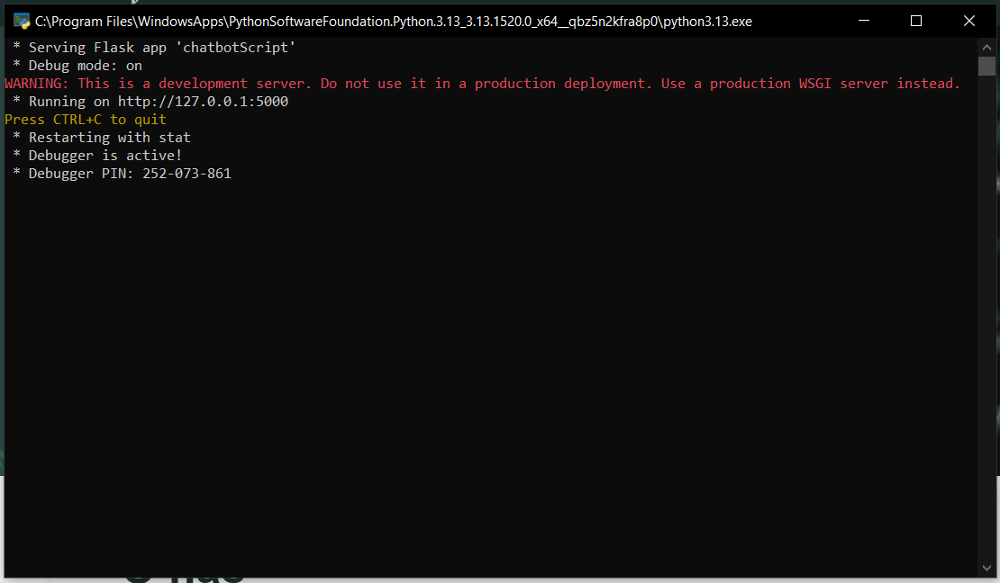 C:\Program Files\WindowsApps\PythonSoftwareFoundation.Python.3.13_3.13.1520.0_x64__qbz5n2kfra8p0\python3.13.exe
* Serving Flask app 'chatbotScript'
* Debug mode: on
WARNING: This is a development server. Do not use it in a production deployment. Use a production WSGI server instead.
* Running on http://127.0.0.1:5000
Press CTRL+C to quit
* Restarting with stat
* Debugger is active!
* Debugger PIN: 252-073-861